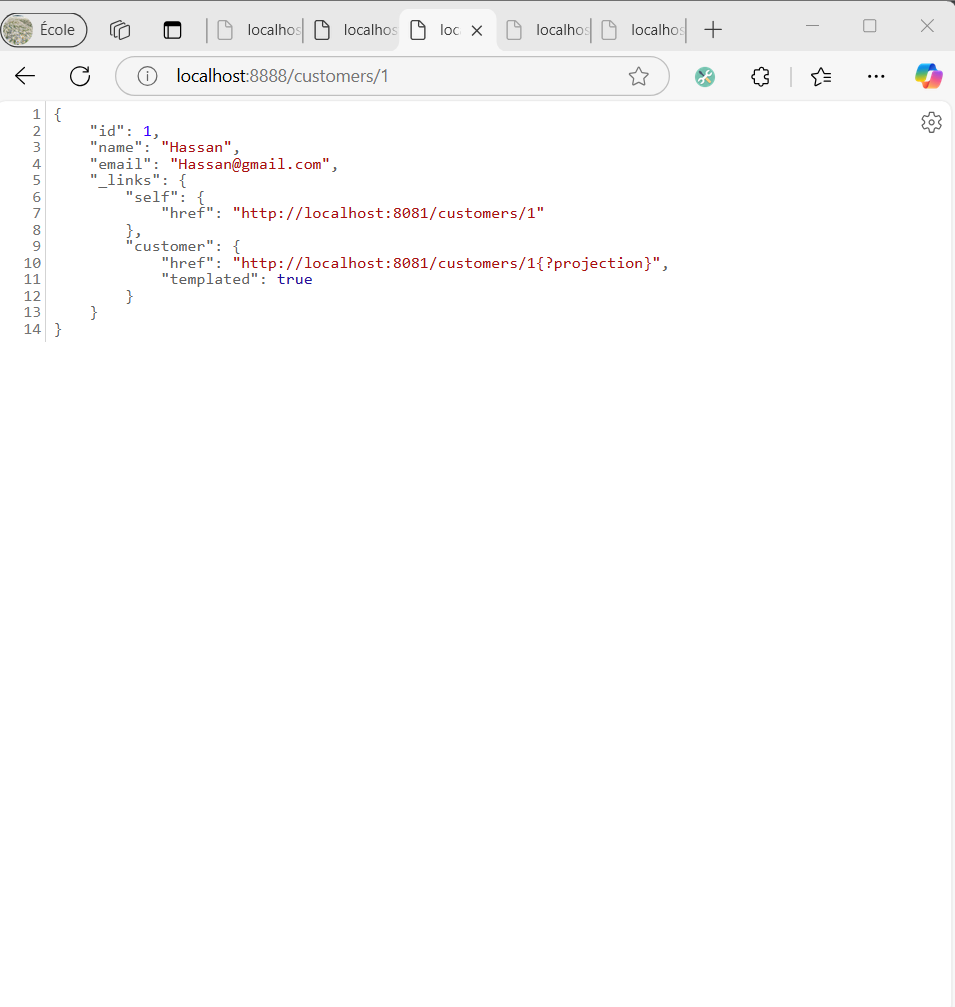 École
localhos
localhos
loc
localhos
localhos
localhost:8888/customers/1
1 {
2     "id": 1,
3     "name": "Hassan",
4     "email": "Hassan@gmail.com",
5     "_links": {
6         "self": {
7             "href": "http://localhost:8081/customers/1"
8         },
9         "customer": {
10             "href": "http://localhost:8081/customers/1{?projection}",
11             "templated": true
12         }
13     }
14 }